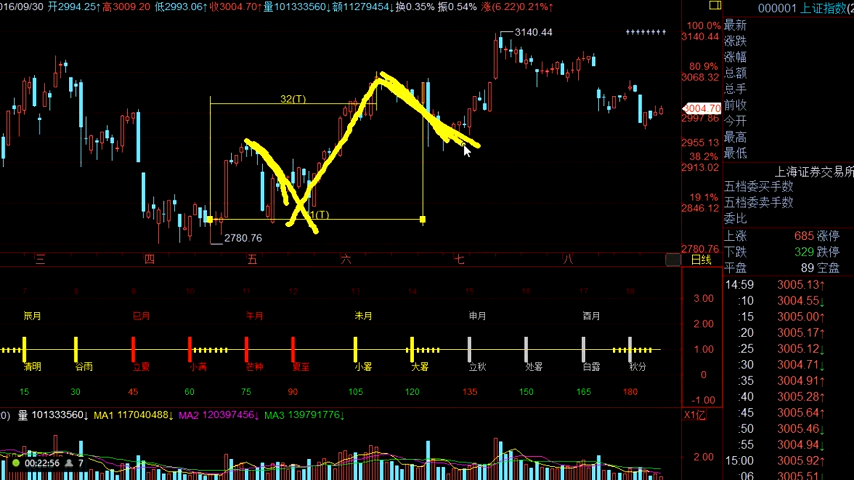 016/09/30 开2994.25↑高3009.20 低2993.06↑收3004.70↑量101333560↓额11279454↓换0.35% 振0.54% 涨(6.22)0.21%↑
000001 上证指数(2
3140.44
100.0%
3140.44
80.9%
3068.32
3004.70
2997.86
2955.13
38.2%
2913.02
19.1%
2846.12
2780.76
32(T)
1(T)
2780.76
最新
涨跌
涨幅
总额
总手
前收
今开
最高
最低
上海证券交易所
五档委买手数
五档委卖手数
委比
上涨 685 涨停
下跌 329 跌停
平盘 89 空盘
三 四 五 六 七 八 日线
14:59 3005.13↑
:10 3004.55↓
:15 3005.00↑
:20 3005.17↑
:25 3005.12↓
:30 3004.71↓
:35 3004.91↑
:40 3005.28↑
:45 3005.64↑
:50 3005.46↓
:55 3004.94↓
15:00 3005.92↑
:06 3005.51↓
辰月 巳月 午月 未月 申月 酉月
清明 谷雨 立夏 小满 芒种 夏至 小署 大署 立秋 处署 白露 秋分
15 30 45 60 75 90 105 120 135 150 165 180
3.00
2.00
1.00
0
-1.00
0) 量 101333560↓ MA1 117040488↓ MA2 120397456↓ MA3 139791776↓
X1亿
2.00
00:22:56 7